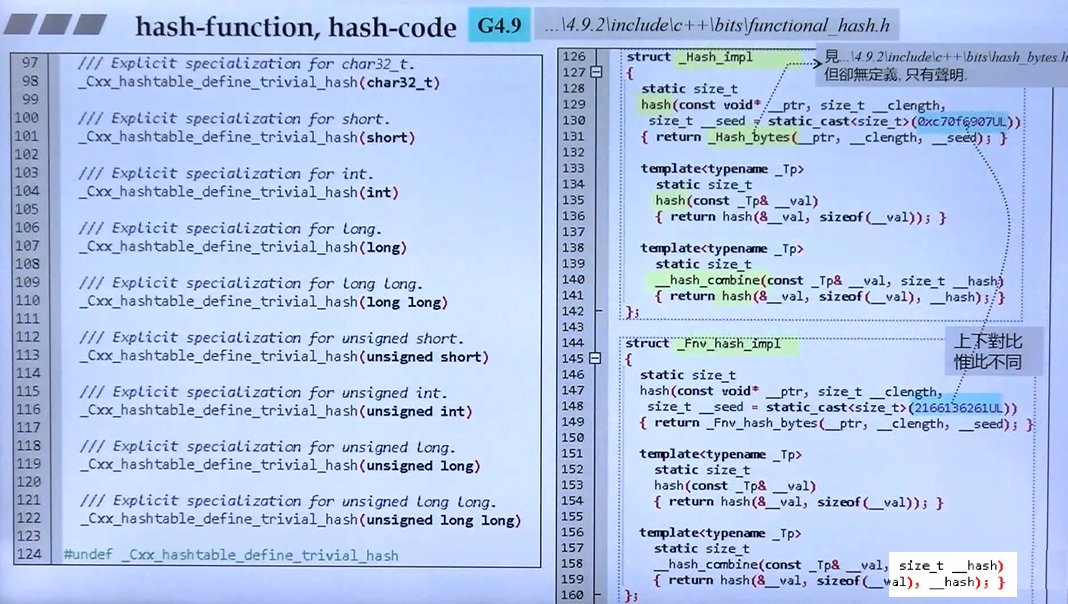 hash-function, hash-code G4.9 ...\4.9.2\include\c++\bits\functional_hash.h
97 /// Explicit specialization for char32_t.
98 _Cxx_hashtable_define_trivial_hash(char32_t)
99
100 /// Explicit specialization for short.
101 _Cxx_hashtable_define_trivial_hash(short)
102
103 /// Explicit specialization for int.
104 _Cxx_hashtable_define_trivial_hash(int)
105
106 /// Explicit specialization for long.
107 _Cxx_hashtable_define_trivial_hash(long)
108
109 /// Explicit specialization for long long.
110 _Cxx_hashtable_define_trivial_hash(long long)
111
112 /// Explicit specialization for unsigned short.
113 _Cxx_hashtable_define_trivial_hash(unsigned short)
114
115 /// Explicit specialization for unsigned int.
116 _Cxx_hashtable_define_trivial_hash(unsigned int)
117
118 /// Explicit specialization for unsigned long.
119 _Cxx_hashtable_define_trivial_hash(unsigned long)
120
121 /// Explicit specialization for unsigned long long.
122 _Cxx_hashtable_define_trivial_hash(unsigned long long)
123
124 #undef _Cxx_hashtable_define_trivial_hash
126 struct _Hash_impl
127 {
128 static size_t
129 hash(const void* __ptr, size_t __clength,
130 size_t __seed = static_cast<size_t>(0xc70f6907UL))
131 { return _Hash_bytes(__ptr, __clength, __seed); }
132
133 template<typename _Tp>
134 static size_t
135 hash(const _Tp& __val)
136 { return hash(&__val, sizeof(__val)); }
137
138 template<typename _Tp>
139 static size_t
140 __hash_combine(const _Tp& __val, size_t __hash)
141 { return hash(&__val, sizeof(__val), __hash); }
142 };
143
144 struct _Fnv_hash_impl
145 {
146 static size_t
147 hash(const void* __ptr, size_t __clength,
148 size_t __seed = static_cast<size_t>(2166136261UL))
149 { return _Fnv_hash_bytes(__ptr, __clength, __seed); }
150
151 template<typename _Tp>
152 static size_t
153 hash(const _Tp& __val)
154 { return hash(&__val, sizeof(__val)); }
155
156 template<typename _Tp>
157 static size_t
158 __hash_combine(const _Tp& __val, size_t __hash)
159 { return hash(&__val, sizeof(__val), __hash); }
160 };
見...\4.9.2\include\c++\bits\hash_bytes.h
但卻無定義, 只有聲明.
上下對比
惟此不同